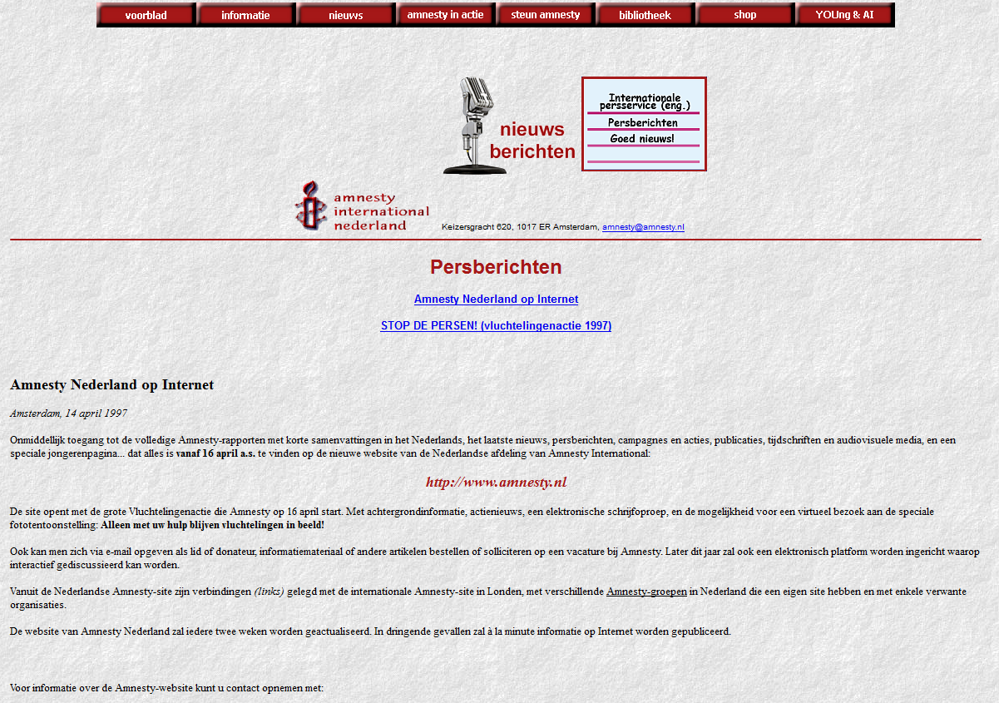 voorblad informatie nieuws amnesty in actie steun amnesty bibliotheek shop YOUng & AI
nieuws
berichten
Internationale
persservice (eng.)
Persberichten
Goed nieuws!
amnesty
international
nederland
Keizersgracht 620, 1017 ER Amsterdam, amnesty@amnesty.nl
Persberichten
Amnesty Nederland op Internet
STOP DE PERSEN! (vluchtelingenactie 1997)
Amnesty Nederland op Internet
Amsterdam, 14 april 1997
Onmiddellijk toegang tot de volledige Amnesty-rapporten met korte samenvattingen in het Nederlands, het laatste nieuws, persberichten, campagnes en acties, publicaties, tijdschriften en audiovisuele media, en een
speciale jongerenpagina... dat alles is vanaf 16 april a.s. te vinden op de nieuwe website van de Nederlandse afdeling van Amnesty International:
http://www.amnesty.nl
De site opent met de grote Vluchtelingenactie die Amnesty op 16 april start. Met achtergrondinformatie, actienieuws, een elektronische schrijfoproep, en de mogelijkheid voor een virtueel bezoek aan de speciale
fototentoonstelling: Alleen met uw hulp blijven vluchtelingen in beeld!
Ook kan men zich via e-mail opgeven als lid of donateur, informatiemateriaal of andere artikelen bestellen of solliciteren op een vacature bij Amnesty. Later dit jaar zal ook een elektronisch platform worden ingericht waarop
interactief gediscussieerd kan worden.
Vanuit de Nederlandse Amnesty-site zijn verbindingen (links) gelegd met de internationale Amnesty-site in Londen, met verschillende Amnesty-groepen in Nederland die een eigen site hebben en met enkele verwante
organisaties.
De website van Amnesty Nederland zal iedere twee weken worden geactualiseerd. In dringende gevallen zal à la minute informatie op Internet worden gepubliceerd.
Voor informatie over de Amnesty-website kunt u contact opnemen met: